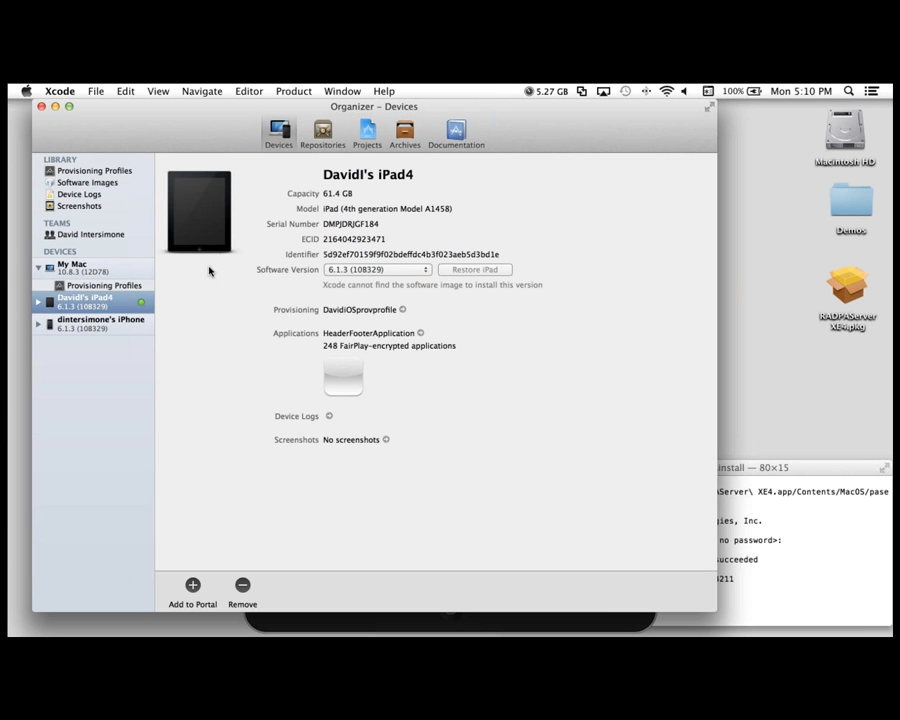 Xcode File Edit View Navigate Editor Product Window Help 5.27 GB 100% Mon 5:10 PM
Organizer – Devices
Devices Repositories Projects Archives Documentation
LIBRARY
Provisioning Profiles
Software Images
Device Logs
Screenshots
TEAMS
David Intersimone
DEVICES
My Mac
10.8.3 (12D78)
Provisioning Profiles
DavidI's iPad4
6.1.3 (10B329)
dintersimone's iPhone
6.1.3 (10B329)
DavidI's iPad4
Capacity 61.4 GB
Model iPad (4th generation Model A1458)
Serial Number DMPJDRJGF184
ECID 2164042923471
Identifier 5d92ef70159f9f02bdeffdc4b3f023aeb5d3bd1e
Software Version 6.1.3 (10B329) Restore iPad
Xcode cannot find the software image to install this version
Provisioning DavidiOSprovprofile
Applications HeaderFooterApplication
248 FairPlay-encrypted applications
Device Logs
Screenshots No screenshots
Add to Portal Remove
Macintosh HD
Demos
RADPAServer
XE4.pkg
install — 80×15
AServer\ XE4.app/Contents/MacOS/pase
gies, Inc.
no password>:
succeeded
4211